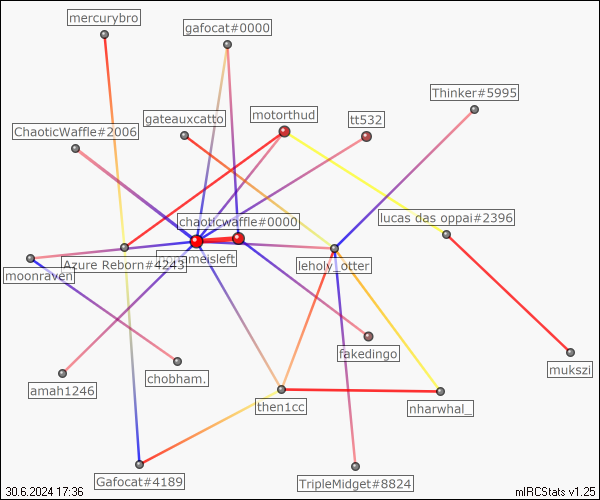 mercurybro
gafocat#0000
Thinker#5995
gateauxcatto
motorthud
tt532
ChaoticWaffle#2006
chaoticwaffle#0000
lucas das oppai#2396
moonraven
Azure Reborn#4243
meisleft
leholy_otter
fakedingo
mukszi
amah1246
chobham.
then1cc
nharwhal_
Gafocat#4189
TripleMidget#8824
30.6.2024 17:36
mIRCStats v1.25